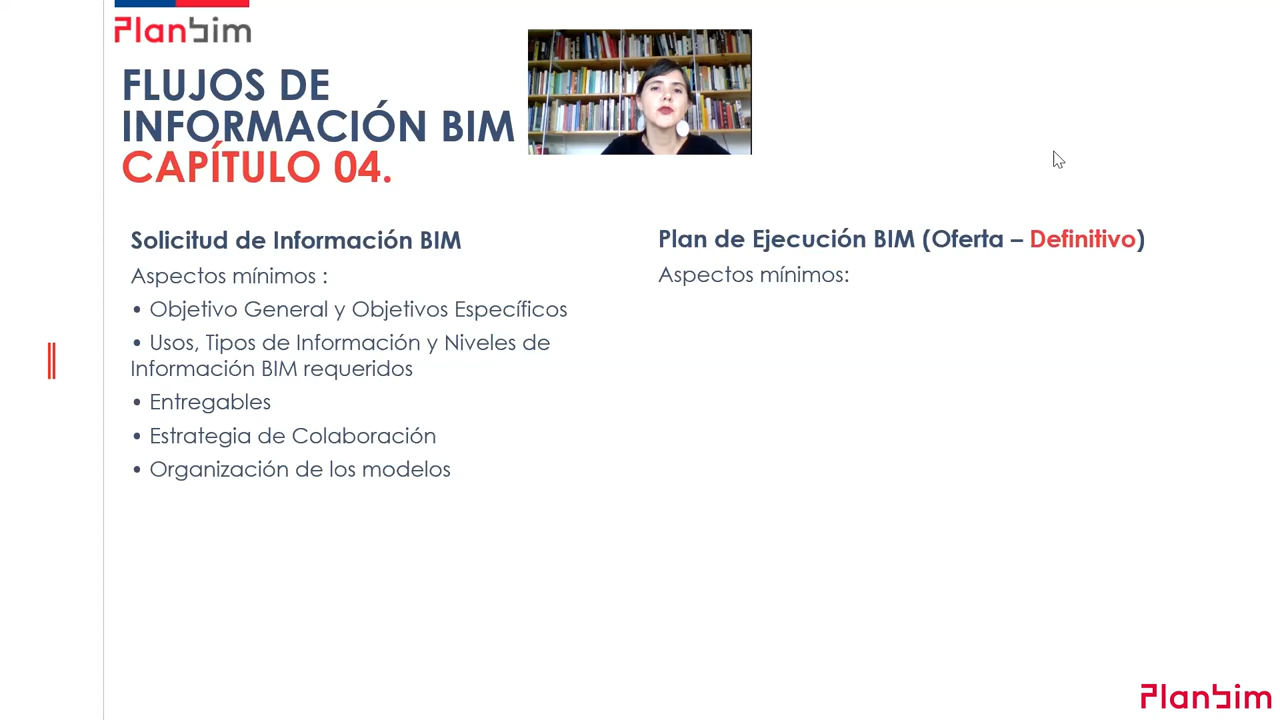 Planbim
FLUJOS DE
INFORMACIÓN BIM
CAPÍTULO 04.
Solicitud de Información BIM
Aspectos mínimos :
• Objetivo General y Objetivos Específicos
• Usos, Tipos de Información y Niveles de
Información BIM requeridos
• Entregables
• Estrategia de Colaboración
• Organización de los modelos
Plan de Ejecución BIM (Oferta – Definitivo)
Aspectos mínimos:
Planbim